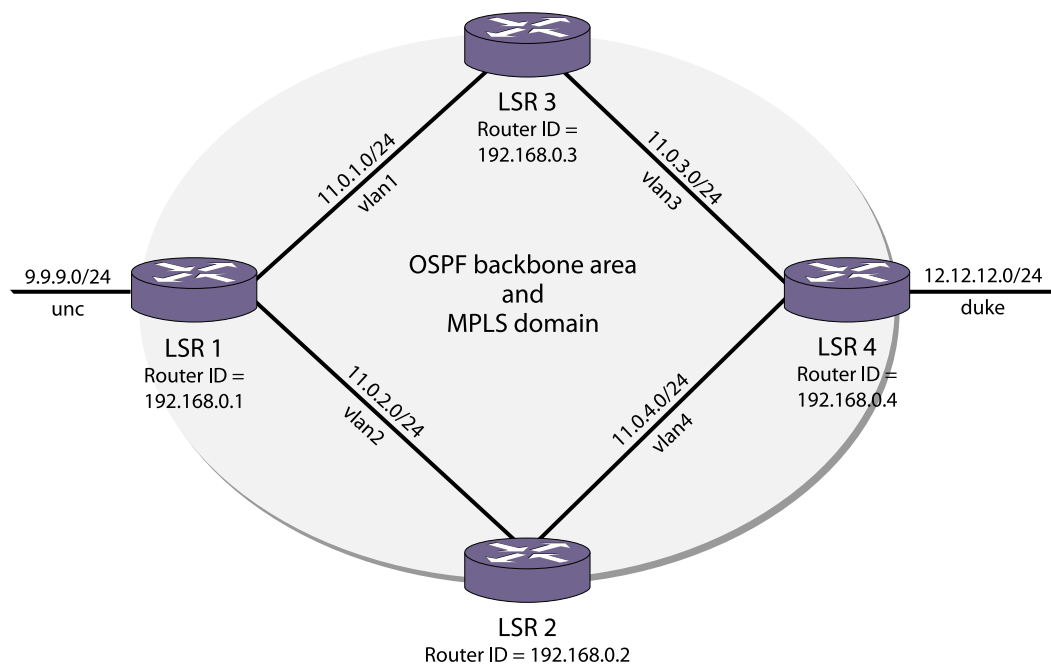 LSR 3
Router ID =
192.168.0.3
11.0.1.0/24
vlan1
11.0.3.0/24
vlan3
9.9.9.0/24
unc
OSPF backbone area
and
MPLS domain
12.12.12.0/24
duke
LSR 1
Router ID =
192.168.0.1
LSR 4
Router ID =
192.168.0.4
11.0.2.0/24
vlan2
11.0.4.0/24
vlan4
LSR 2
Router ID = 192.168.0.2